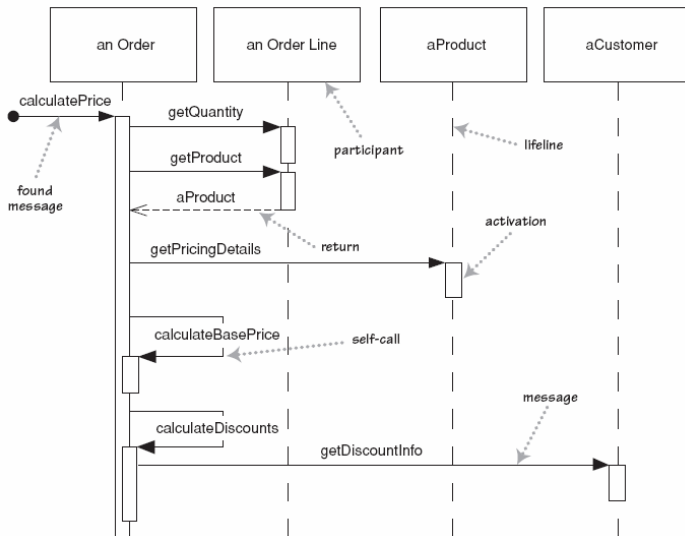 an Order
an Order Line
aProduct
aCustomer
calculatePrice
getQuantity
participant
lifeline
getProduct
found
message
aProduct
return
activation
getPricingDetails
calculateBasePrice
self-call
message
calculateDiscounts
getDiscountInfo